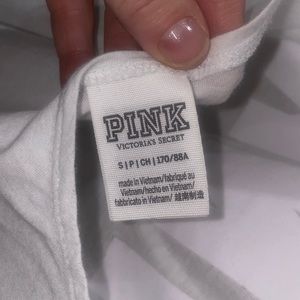 PINK
VICTORIA'S SECRET
S | P | CH | 170/88A
made in Vietnam/fabriqué au
Vietnam/hecho en Vietnam/
fabbricato in Vietnam/ 越南制造